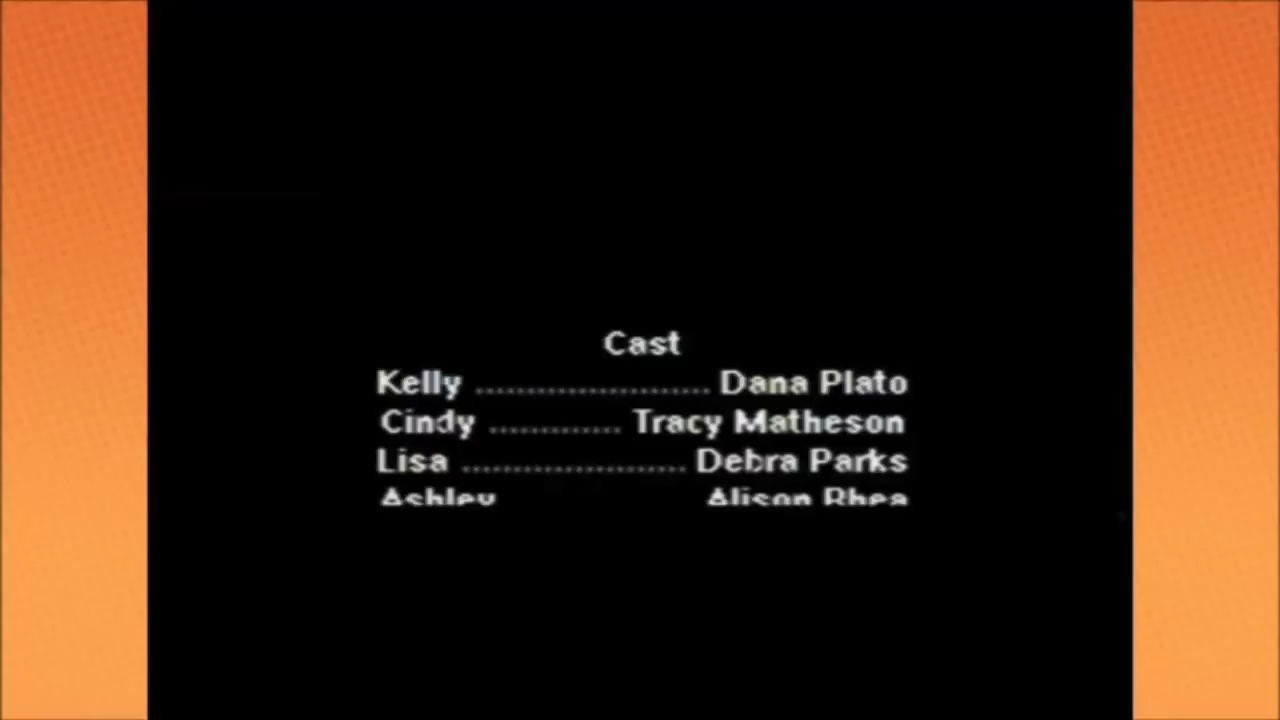 Cast
Kelly ...................... Dana Plato
Cindy ............ Tracy Matheson
Lisa ..................... Debra Parks
Ashley Alison Rhea